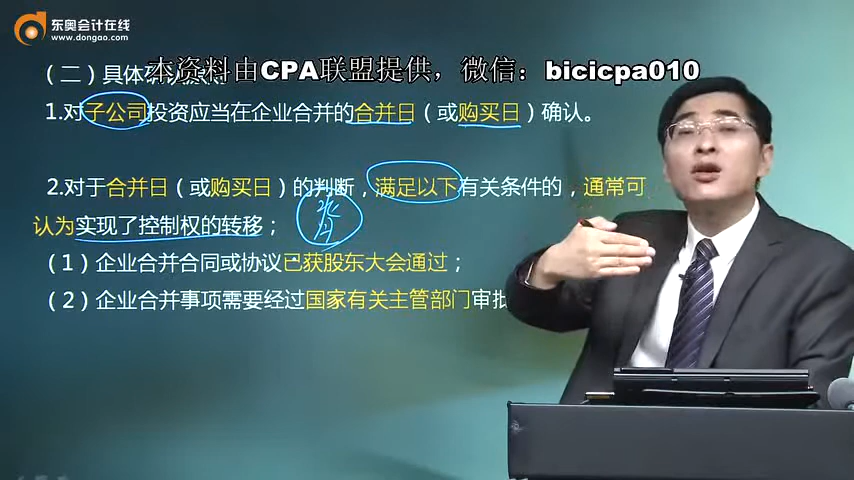 东奥会计在线
www.dongao.com
本资料由CPA联盟提供，微信：bicicpa010
（二）具体确认
1.对子公司投资应当在企业合并的合并日（或购买日）确认。
2.对于合并日（或购买日）的判断，满足以下有关条件的，通常可
认为实现了控制权的转移；
（1）企业合并合同或协议已获股东大会通过；
（2）企业合并事项需要经过国家有关主管部门审批